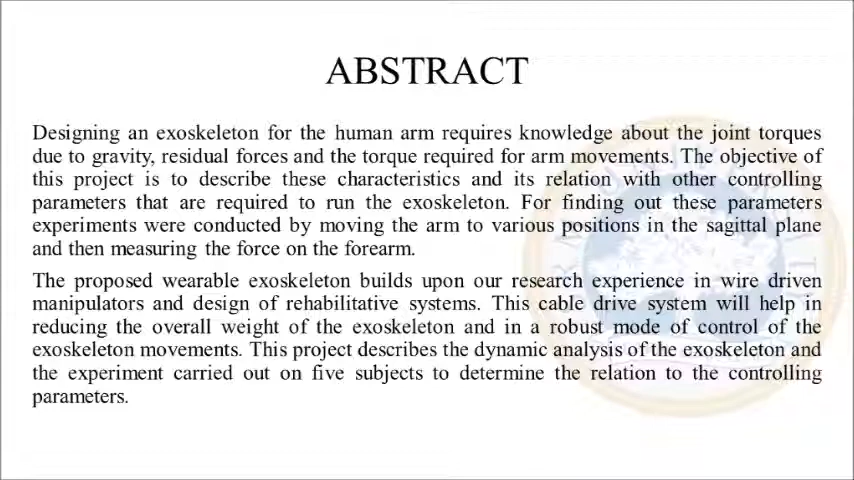 ABSTRACT
Designing an exoskeleton for the human arm requires knowledge about the joint torques
due to gravity, residual forces and the torque required for arm movements. The objective of
this project is to describe these characteristics and its relation with other controlling
parameters that are required to run the exoskeleton. For finding out these parameters
experiments were conducted by moving the arm to various positions in the sagittal plane
and then measuring the force on the forearm.
The proposed wearable exoskeleton builds upon our research experience in wire driven
manipulators and design of rehabilitative systems. This cable drive system will help in
reducing the overall weight of the exoskeleton and in a robust mode of control of the
exoskeleton movements. This project describes the dynamic analysis of the exoskeleton and
the experiment carried out on five subjects to determine the relation to the controlling
parameters.